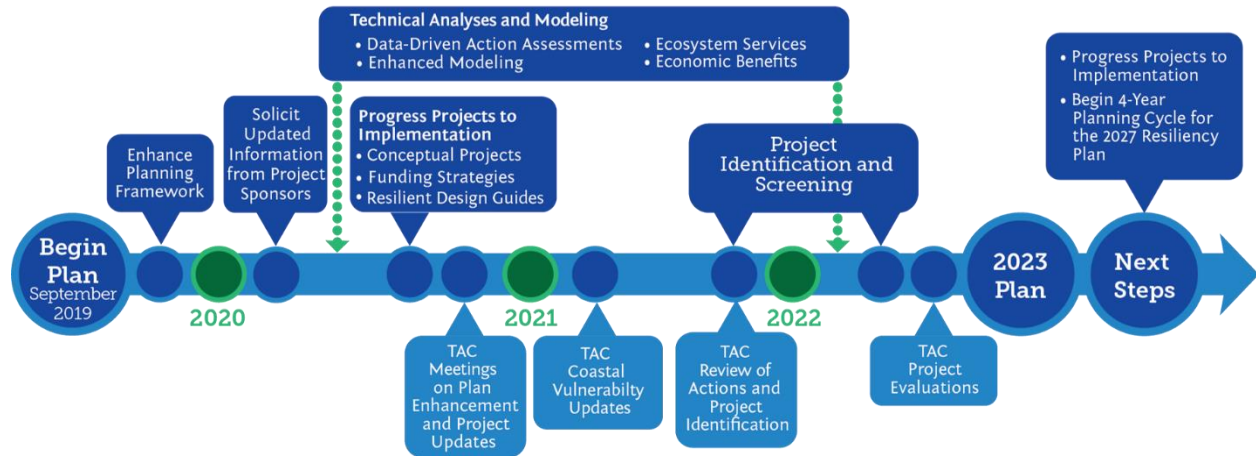 Technical Analyses and Modeling
• Data-Driven Action Assessments
• Enhanced Modeling
• Ecosystem Services
• Economic Benefits
Enhance
Planning
Framework
Solicit
Updated
Information
from Project
Sponsors
Progress Projects to
Implementation
• Conceptual Projects
• Funding Strategies
• Resilient Design Guides
Project
Identification and
Screening
• Progress Projects to
Implementation
• Begin 4-Year
Planning Cycle for
the 2027 Resiliency
Plan
Begin
Plan
September
2019
2020
2021
2022
2023
Plan
Next
Steps
TAC
Meetings
on Plan
Enhancement
and Project
Updates
TAC
Coastal
Vulnerabilty
Updates
TAC
Review of
Actions and
Project
Identification
TAC
Project
Evaluations